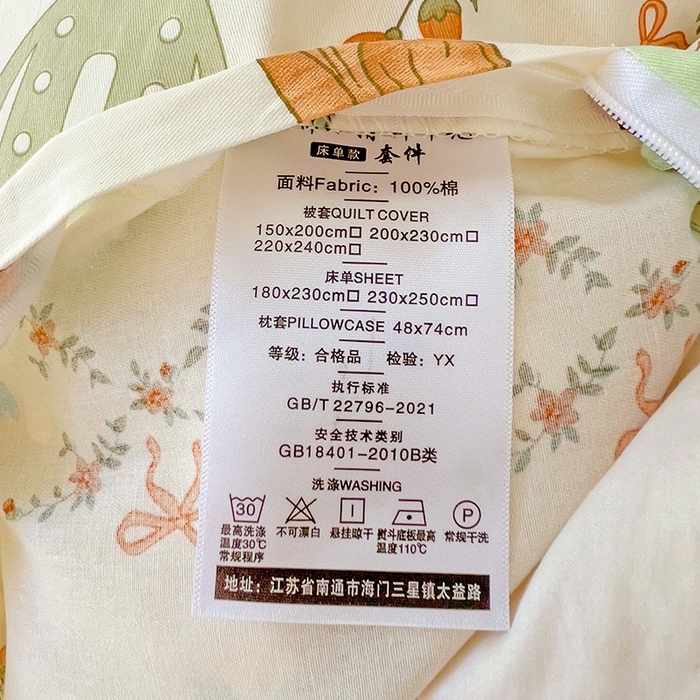 床单款 套件
面料Fabric: 100%棉
被套QUILT COVER
150x200cm□ 200x230cm□
220x240cm□
床单SHEET
180x230cm□ 230x250cm□
枕套PILLOWCASE 48x74cm
等级: 合格品 检验: YX
执行标准
GB/T 22796-2021
安全技术类别
GB18401-2010B类
洗涤WASHING
30 P
最高洗涤 不可漂白 悬挂晾干 熨斗底板最高 常规干洗
温度30℃ 温度110℃
常规程序
地址: 江苏省南通市海门三星镇太益路